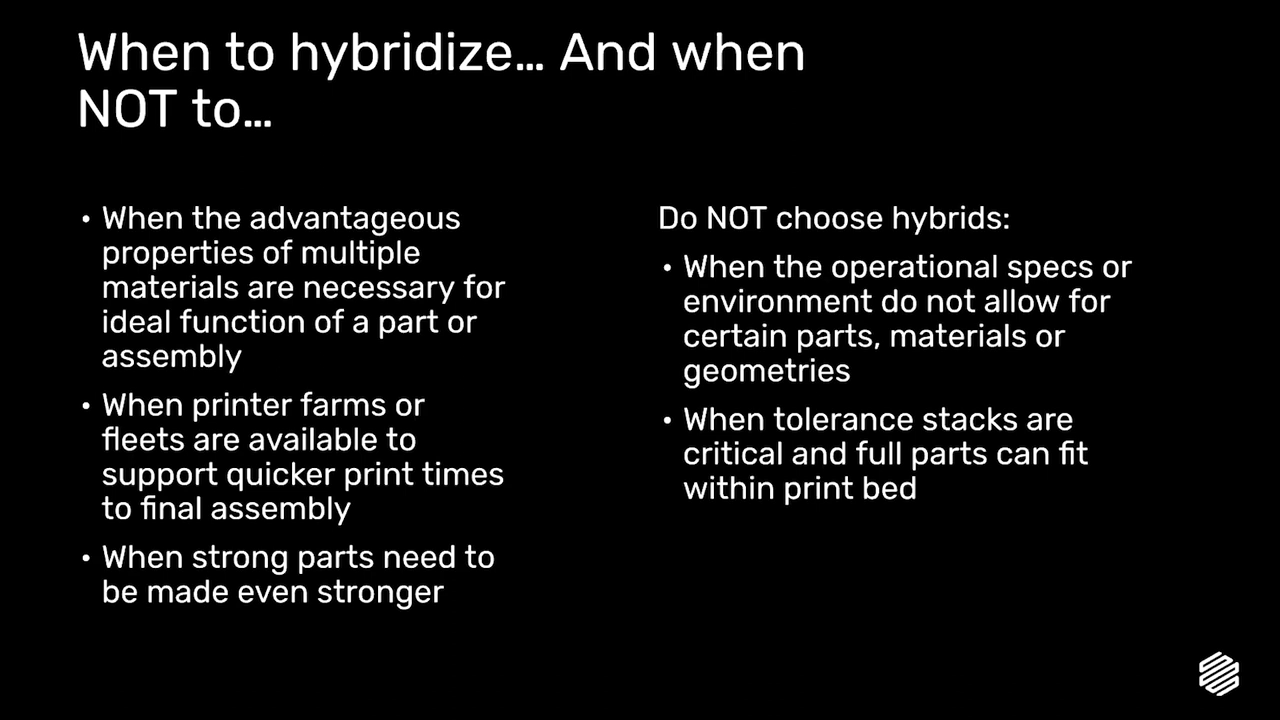 When to hybridize… And when
NOT to…
• When the advantageous
properties of multiple
materials are necessary for
ideal function of a part or
assembly
• When printer farms or
fleets are available to
support quicker print times
to final assembly
• When strong parts need to
be made even stronger
Do NOT choose hybrids:
• When the operational specs or
environment do not allow for
certain parts, materials or
geometries
• When tolerance stacks are
critical and full parts can fit
within print bed